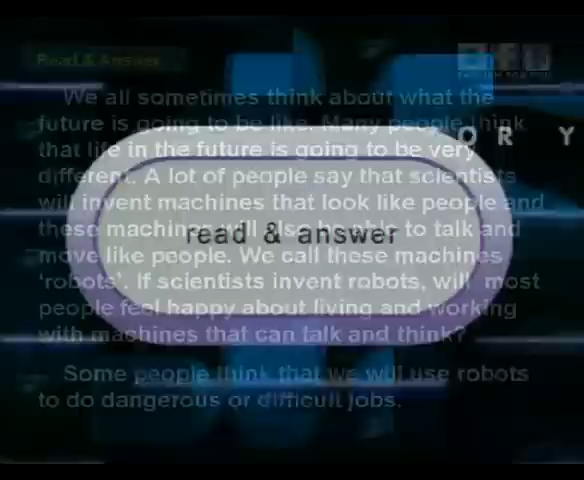 Read & Answer
We all sometimes think about what the
future is going to be like. Many people think
O R Y
that life in the future is going to be very
different. A lot of people say that scientists
will invent machines that look like people and
these machines will also be able to talk and
read & answer
move like people. We call these machines
'robots'. If scientists invent robots, will most
people feel happy about living and working
with machines that can talk and think?
Some people think that we will use robots
to do dangerous or difficult jobs.